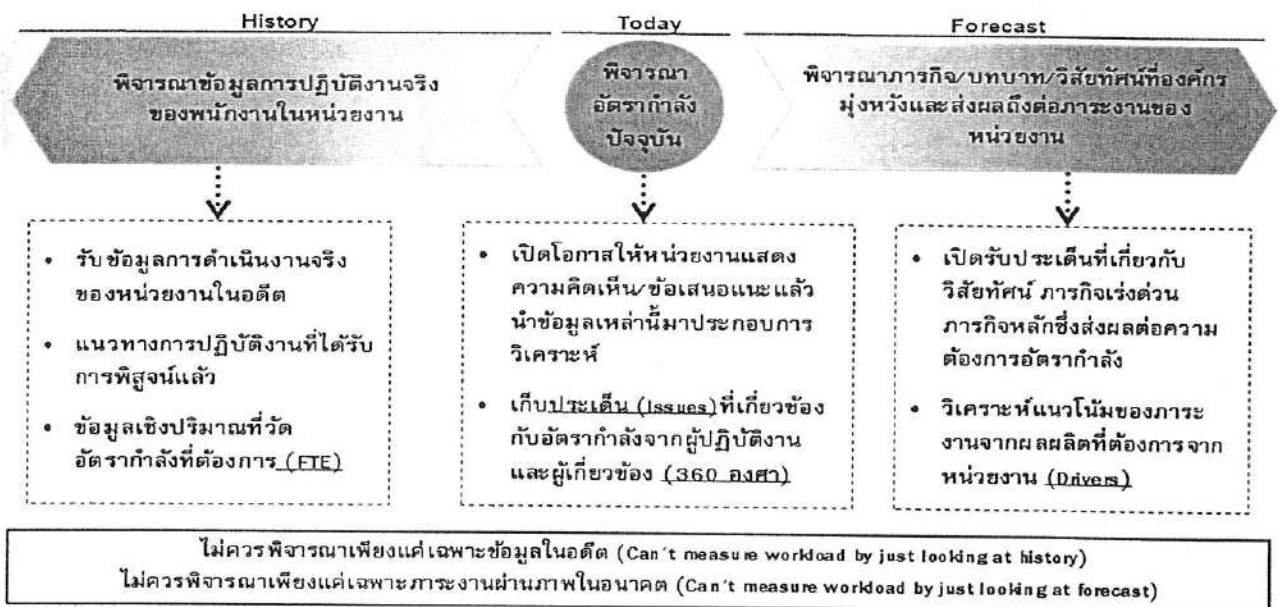 History
Today
Forecast
พิจารณาข้อมูลการปฏิบัติงานจริง
ของพนักงานในหน่วยงาน
พิจารณา
อัตรากำลัง
ปัจจุบัน
พิจารณาภารกิจ/บทบาท/วิสัยทัศน์ที่องค์กร
มุ่งหวังและส่งผลถึงต่อภาระงานของ
หน่วยงาน
• รับข้อมูลการดำเนินงานจริง
ของหน่วยงานในอดีต
• แนวทางการปฏิบัติงานที่ได้รับ
การพิสูจน์แล้ว
• ข้อมูลเชิงปริมาณที่วัด
อัตรากำลังที่ต้องการ (FTE)
• เปิดโอกาสให้หน่วยงานแสดง
ความคิดเห็น/ข้อเสนอแนะแล้ว
นำข้อมูลเหล่านี้มาประกอบการ
วิเคราะห์
• เก็บประเด็น (Issues) ที่เกี่ยวข้อง
กับอัตรากำลังจากผู้ปฏิบัติงาน
และผู้เกี่ยวข้อง (360 องศา)
• เปิดรับประเด็นที่เกี่ยวกับ
วิสัยทัศน์ ภารกิจเร่งด่วน
ภารกิจหลักซึ่งส่งผลต่อความ
ต้องการอัตรากำลัง
• วิเคราะห์แนวโน้มของภาระ
งานจากผลผลิตที่ต้องการจาก
หน่วยงาน (Drivers)
ไม่ควรพิจารณาเพียงแค่เฉพาะข้อมูลในอดีต (Can't measure workload by just looking at history)
ไม่ควรพิจารณาเพียงแค่เฉพาะภาระงานผ่านภาพในอนาคต (Can't measure workload by just looking at forecast)